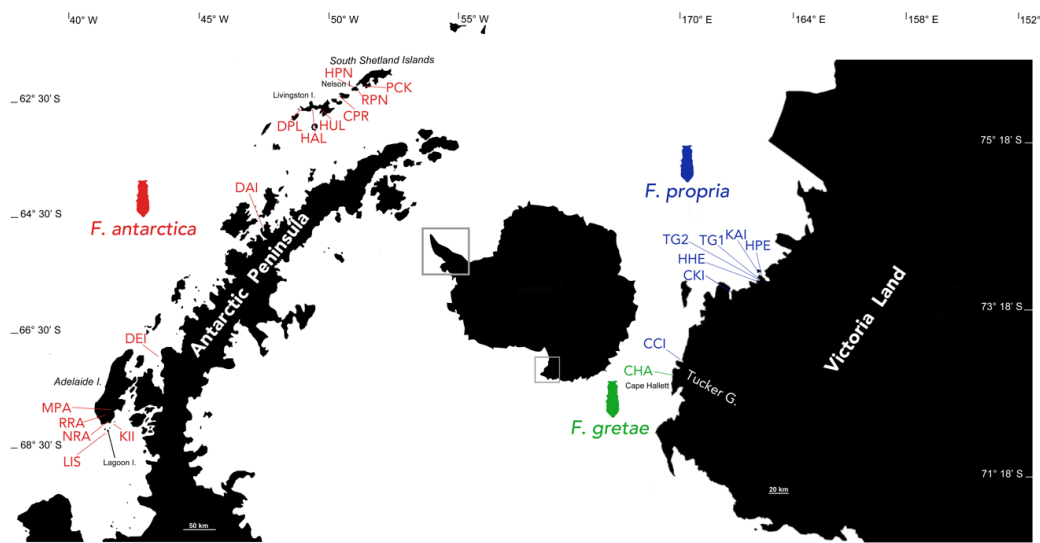 40° W
45° W
50° W
55° W
170° E
164° E
158° E
152°
South Shetland Islands
HPN
Nelson I.
PCK
RPN
Livingston I.
CPR
DPL
HUL
HAL
62° 30' S
64° 30' S
66° 30' S
68° 30' S
75° 18' S
73° 18' S
71° 18' S
DAI
F. antarctica
Antarctic Peninsula
DEI
Adelaide I.
MPA
RRA
NRA
KII
LIS
Lagoon I.
50 km
Lagoon I.
F. propria
KAI
TG2
TG1
HPE
HHE
CKI
CCI
CHA
Cape Hallett
Tucker G.
F. gretae
Victoria Land
20 km